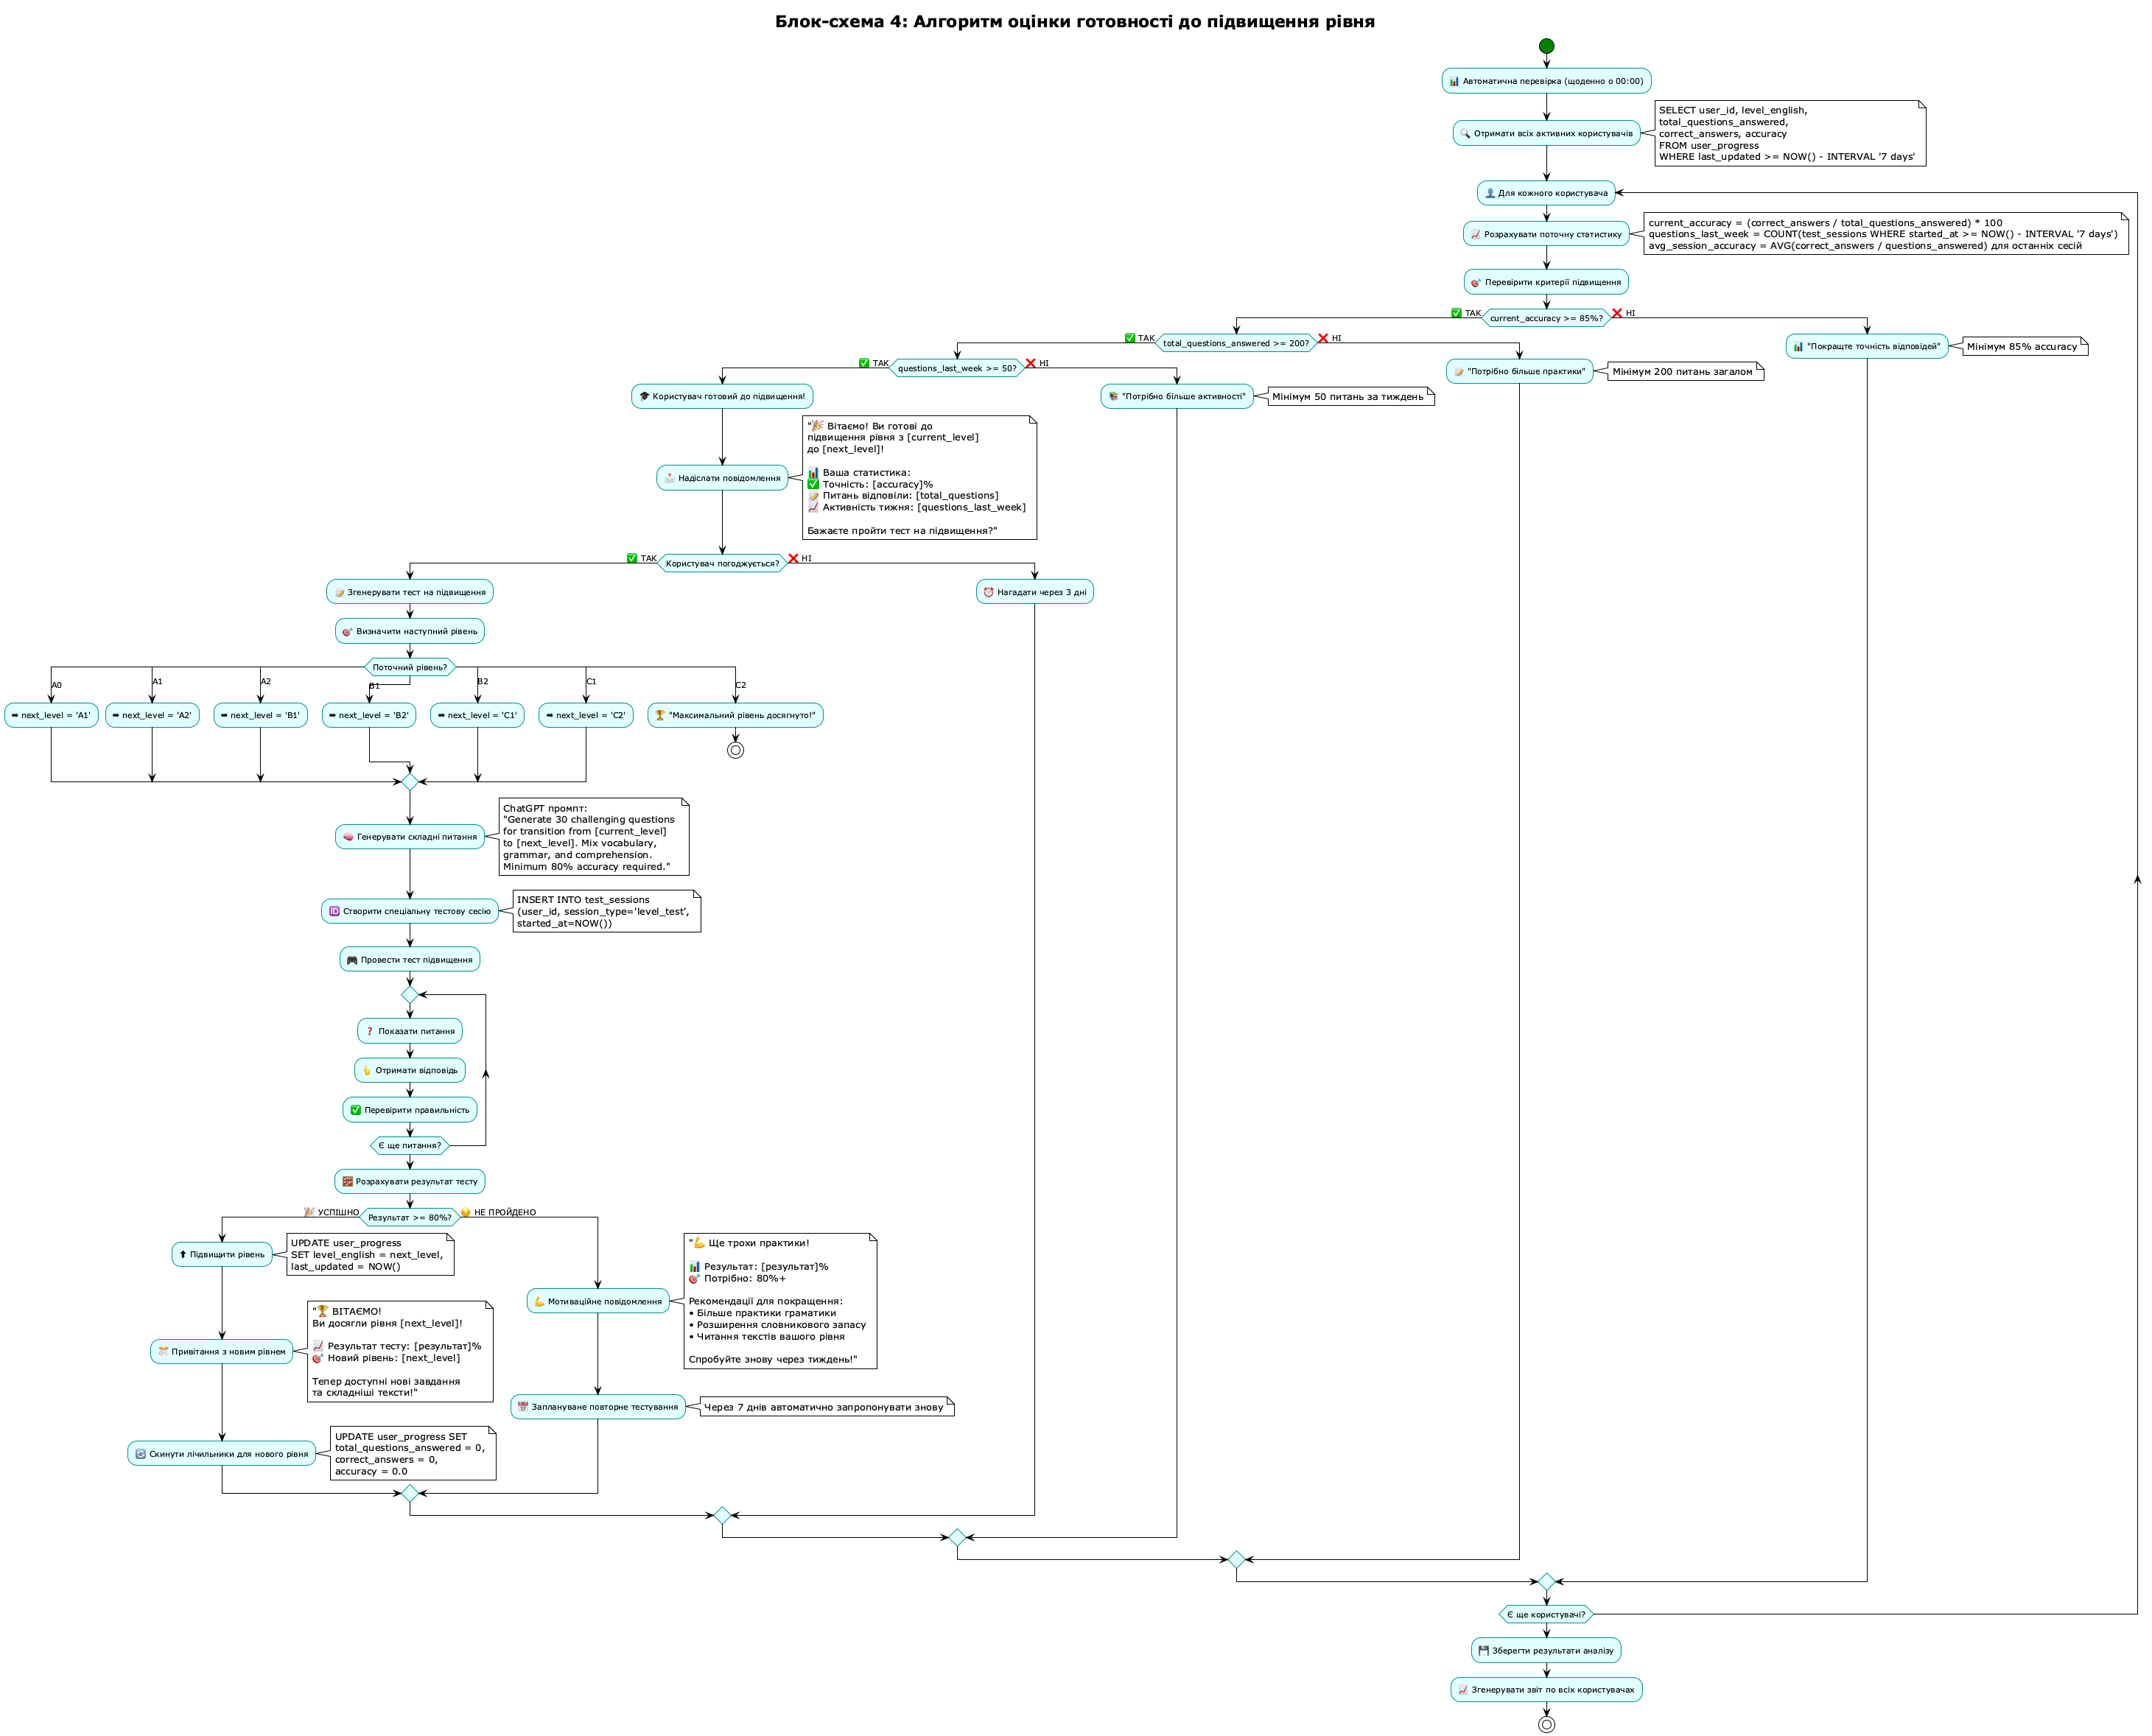 Блок-схема 4: Алгоритм оцінки готовності до підвищення рівня
📊 Автоматична перевірка (щоденно о 00:00)
🔍 Отримати всіх активних користувачів
SELECT user_id, level_english,
total_questions_answered,
correct_answers, accuracy
FROM user_progress
WHERE last_updated >= NOW() - INTERVAL '7 days'
👤 Для кожного користувача
📈 Розрахувати поточну статистику
current_accuracy = (correct_answers / total_questions_answered) * 100
questions_last_week = COUNT(test_sessions WHERE started_at >= NOW() - INTERVAL '7 days')
avg_session_accuracy = AVG(correct_answers / questions_answered) для останніх сесій
🎯 Перевірити критерії підвищення
✅ ТАК
current_accuracy >= 85%?
❌ НІ
✅ ТАК
total_questions_answered >= 200?
❌ НІ
📊 "Покращте точність відповідей"
Мінімум 85% accuracy
✅ ТАК
questions_last_week >= 50?
❌ НІ
📝 "Потрібно більше практики"
Мінімум 200 питань загалом
🎓 Користувач готовий до підвищення!
📚 "Потрібно більше активності"
Мінімум 50 питань за тиждень
📩 Надіслати повідомлення
"🎉 Вітаємо! Ви готові до
підвищення рівня з [current_level]
до [next_level]!
📊 Ваша статистика:
✅ Точність: [accuracy]%
📝 Питань відповіли: [total_questions]
📈 Активність тижня: [questions_last_week]
Бажаєте пройти тест на підвищення?"
✅ ТАК
Користувач погоджується?
❌ НІ
📝 Згенерувати тест на підвищення
⏰ Нагадати через 3 дні
🎯 Визначити наступний рівень
Поточний рівень?
A0
A1
A2
B1
B2
C1
C2
➡ next_level = 'A1'
➡ next_level = 'A2'
➡ next_level = 'B1'
➡ next_level = 'B2'
➡ next_level = 'C1'
➡ next_level = 'C2'
🏆 "Максимальний рівень досягнуто!"
🧠 Генерувати складні питання
ChatGPT промпт:
"Generate 30 challenging questions
for transition from [current_level]
to [next_level]. Mix vocabulary,
grammar, and comprehension.
Minimum 80% accuracy required."
🆔 Створити спеціальну тестову сесію
INSERT INTO test_sessions
(user_id, session_type='level_test',
started_at=NOW())
🎮 Провести тест підвищення
❓ Показати питання
👆 Отримати відповідь
✅ Перевірити правильність
Є ще питання?
🧮 Розрахувати результат тесту
🎉 УСПІШНО
Результат >= 80%?
😔 НЕ ПРОЙДЕНО
⬆ Підвищити рівень
UPDATE user_progress
SET level_english = next_level,
last_updated = NOW()
💪 Мотиваційне повідомлення
"💪 Ще трохи практики!
📊 Результат: [результат]%
🎯 Потрібно: 80%+
Рекомендації для покращення:
• Більше практики граматики
• Розширення словникового запасу
• Читання текстів вашого рівня
Спробуйте знову через тиждень!"
🎊 Привітання з новим рівнем
"🏆 ВІТАЄМО!
Ви досягли рівня [next_level]!
📈 Результат тесту: [результат]%
🎯 Новий рівень: [next_level]
Тепер доступні нові завдання
та складніші тексти!"
📅 Заплануване повторне тестування
Через 7 днів автоматично запропонувати знову
🔄 Скинути лічильники для нового рівня
UPDATE user_progress SET
total_questions_answered = 0,
correct_answers = 0,
accuracy = 0.0
Є ще користувачі?
💾 Зберегти результати аналізу
📈 Згенерувати звіт по всіх користувачах